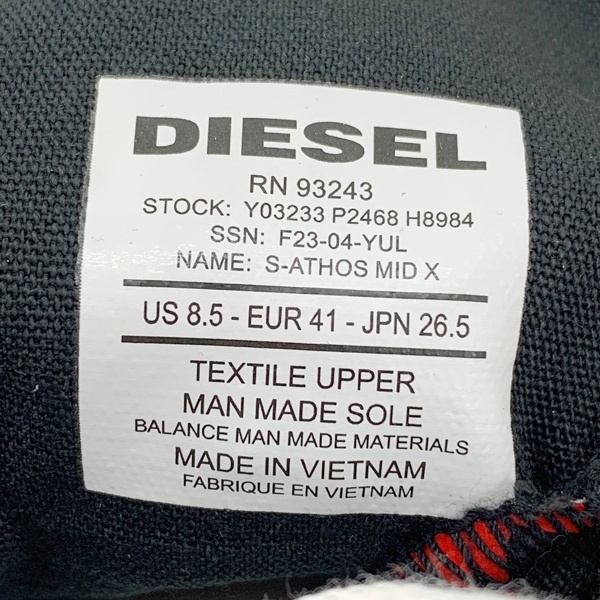 DIESEL
RN 93243
STOCK: Y03233 P2468 H8984
SSN: F23-04-YUL
NAME: S-ATHOS MID X
US 8.5 - EUR 41 - JPN 26.5
TEXTILE UPPER
MAN MADE SOLE
BALANCE MAN MADE MATERIALS
MADE IN VIETNAM
FABRIQUE EN VIETNAM